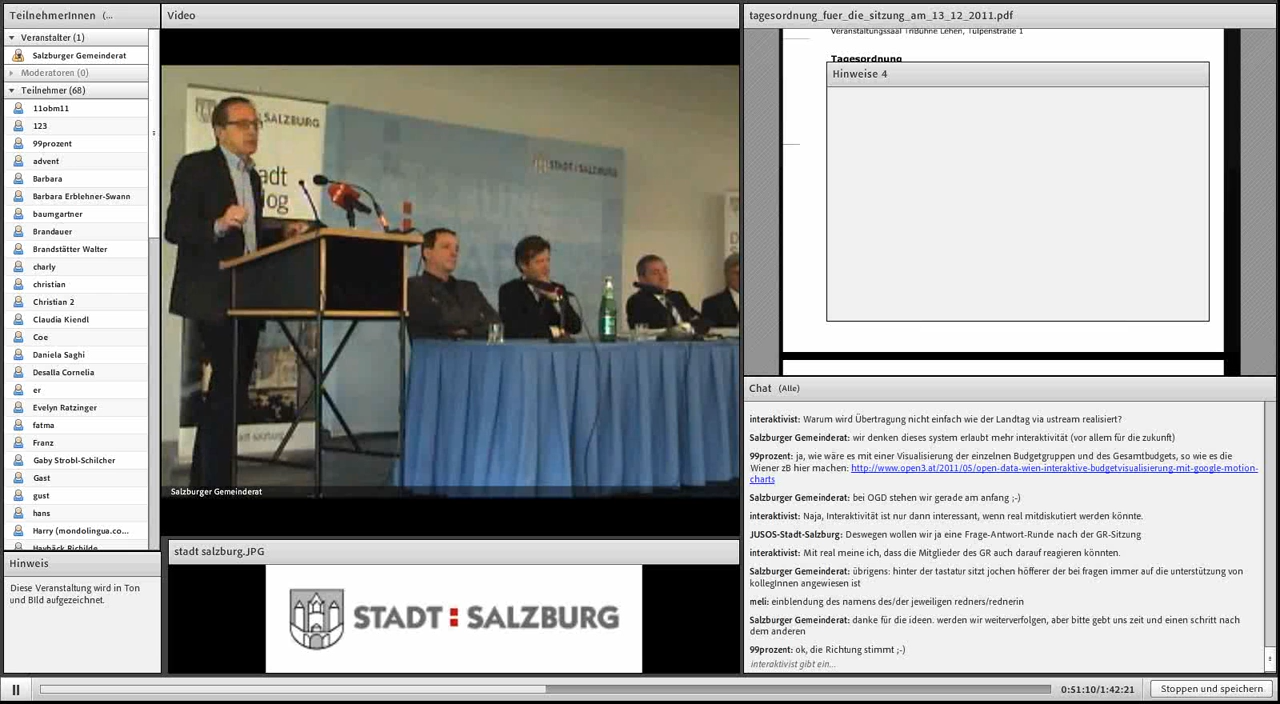 TeilnehmerInnen (...
Veranstalter (1)
Salzburger Gemeinderat
Moderatoren (0)
Teilnehmer (68)
11obm11
123
99prozent
advent
Barbara
Barbara Erblehner-Swann
baumgartner
Brandauer
Brandstätter Walter
charly
christian
Christian 2
Claudia Kiendl
Coe
Daniela Saghi
Desalla Cornelia
er
Evelyn Ratzinger
fatma
Franz
Gaby Strobl-Schilcher
Gast
gust
hans
Harry (mondolingua.co...
Haybäck Richilde
Hinweis
Diese Veranstaltung wird in Ton
und BIld aufgezeichnet.
Video
SALZBURG
adt
log
STADT:SALZBURG
Salzburger Gemeinderat
stadt salzburg.JPG
STADT:SALZBURG
tagesordnung_fuer_die_sitzung_am_13_12_2011.pdf
Veranstaltungssaal TriBühne Lehen, Tulpenstraße 1
Tagesordnung
Hinweise 4
Chat (Alle)
interaktivist: Warum wird Übertragung nicht einfach wie der Landtag via ustream realisiert?
Salzburger Gemeinderat: wir denken dieses system erlaubt mehr interaktivität (vor allem für die zukunft)
99prozent: ja, wie wäre es mit einer Visualisierung der einzelnen Budgetgruppen und des Gesamtbudgets, so wie es die
Wiener zB hier machen: http://www.open3.at/2011/05/open-data-wien-interaktive-budgetvisualisierung-mit-google-motion-
charts
Salzburger Gemeinderat: bei OGD stehen wir gerade am anfang ;-)
interaktivist: Naja, Interaktivität ist nur dann interessant, wenn real mitdiskutiert werden könnte.
JUSOS-Stadt-Salzburg: Deswegen wollen wir ja eine Frage-Antwort-Runde nach der GR-Sitzung
interaktivist: Mit real meine ich, dass die Mitglieder des GR auch darauf reagieren könnten.
Salzburger Gemeinderat: übrigens: hinter der tastatur sitzt jochen höfferer der bei fragen immer auf die unterstützung von
kollegInnen angewiesen ist
meli: einblendung des namens des/der jeweiligen redners/rednerin
Salzburger Gemeinderat: danke für die ideen. werden wir weiterverfolgen, aber bitte gebt uns zeit und einen schritt nach
dem anderen
99prozent: ok, die Richtung stimmt ;-)
interaktivist gibt ein...
0:51:10/1:42:21
Stoppen und speichern